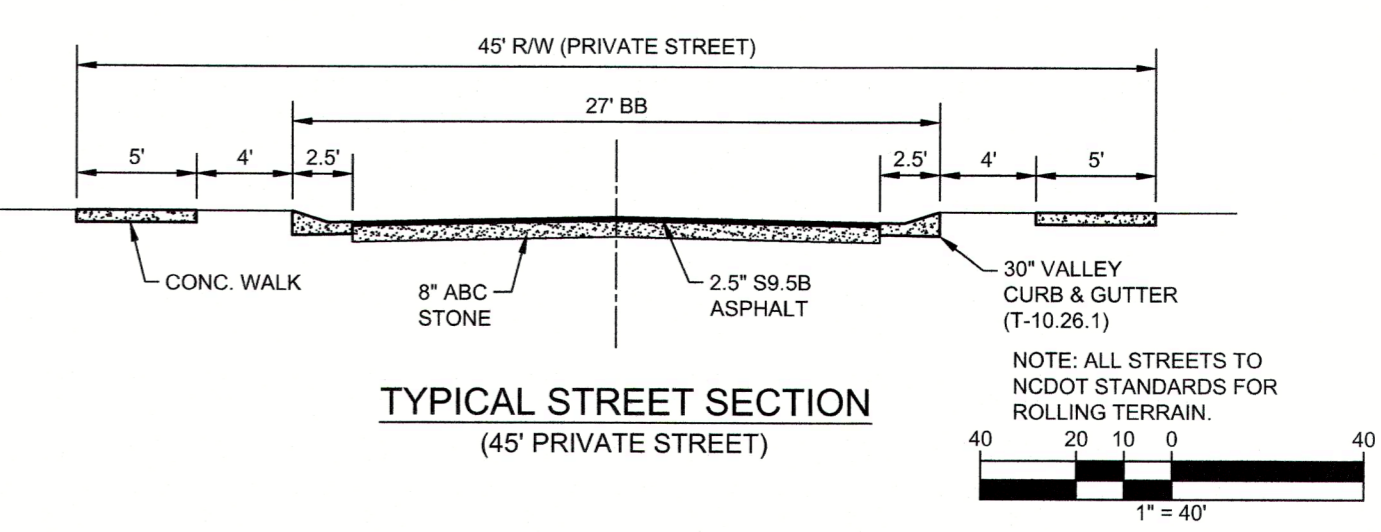 45' R/W (PRIVATE STREET)
27' BB
5'
4'
2.5'
2.5'
4'
5'
CONC. WALK
8" ABC
STONE
2.5" S9.5B
ASPHALT
30" VALLEY
CURB & GUTTER
(T-10.26.1)
NOTE: ALL STREETS TO
NCDOT STANDARDS FOR
ROLLING TERRAIN.
TYPICAL STREET SECTION
(45' PRIVATE STREET)
40 20 10 0 40
1" = 40'